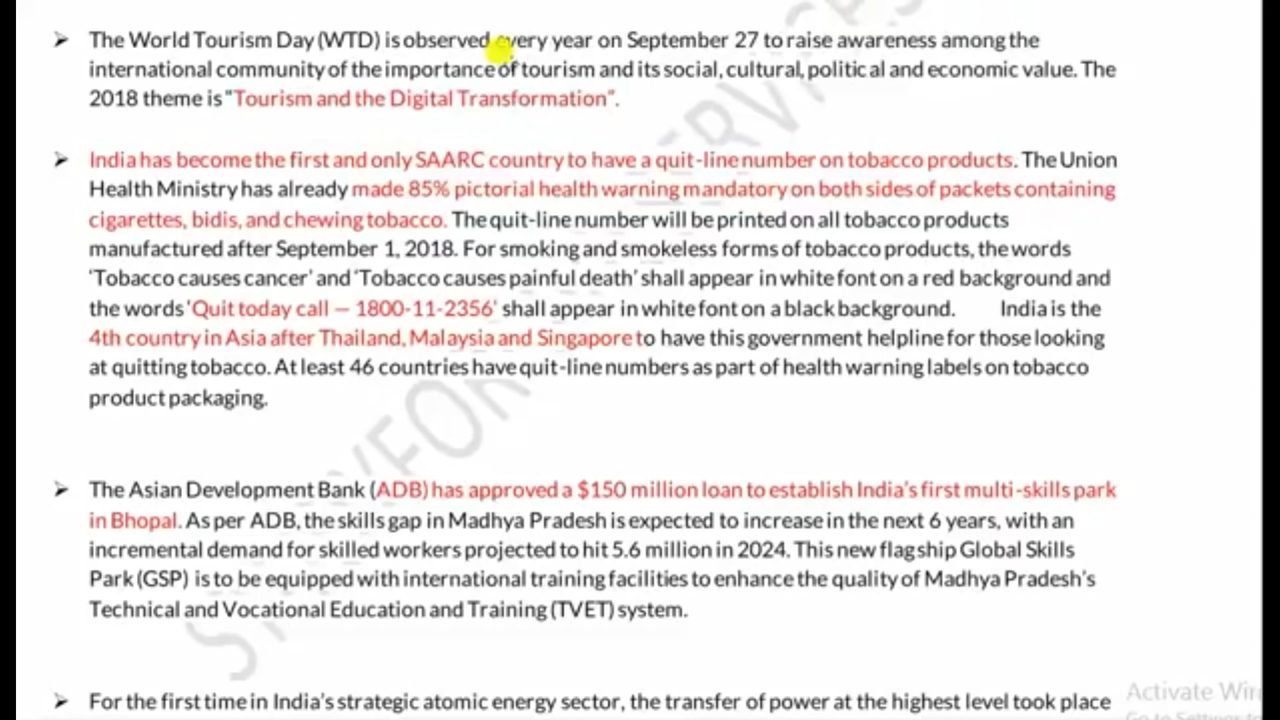 ➢ The World Tourism Day (WTD) is observed every year on September 27 to raise awareness among the
international community of the importance of tourism and its social, cultural, political and economic value. The
2018 theme is "Tourism and the Digital Transformation".
➢ India has become the first and only SAARC country to have a quit-line number on tobacco products. The Union
Health Ministry has already made 85% pictorial health warning mandatory on both sides of packets containing
cigarettes, bidis, and chewing tobacco. The quit-line number will be printed on all tobacco products
manufactured after September 1, 2018. For smoking and smokeless forms of tobacco products, the words
'Tobacco causes cancer' and 'Tobacco causes painful death' shall appear in white font on a red background and
the words 'Quit today call – 1800-11-2356' shall appear in white font on a black background. India is the
4th country in Asia after Thailand, Malaysia and Singapore to have this government helpline for those looking
at quitting tobacco. At least 46 countries have quit-line numbers as part of health warning labels on tobacco
product packaging.
➢ The Asian Development Bank (ADB) has approved a $150 million loan to establish India's first multi-skills park
in Bhopal. As per ADB, the skills gap in Madhya Pradesh is expected to increase in the next 6 years, with an
incremental demand for skilled workers projected to hit 5.6 million in 2024. This new flagship Global Skills
Park (GSP) is to be equipped with international training facilities to enhance the quality of Madhya Pradesh's
Technical and Vocational Education and Training (TVET) system.
➢ For the first time in India's strategic atomic energy sector, the transfer of power at the highest level took place
Activate Win